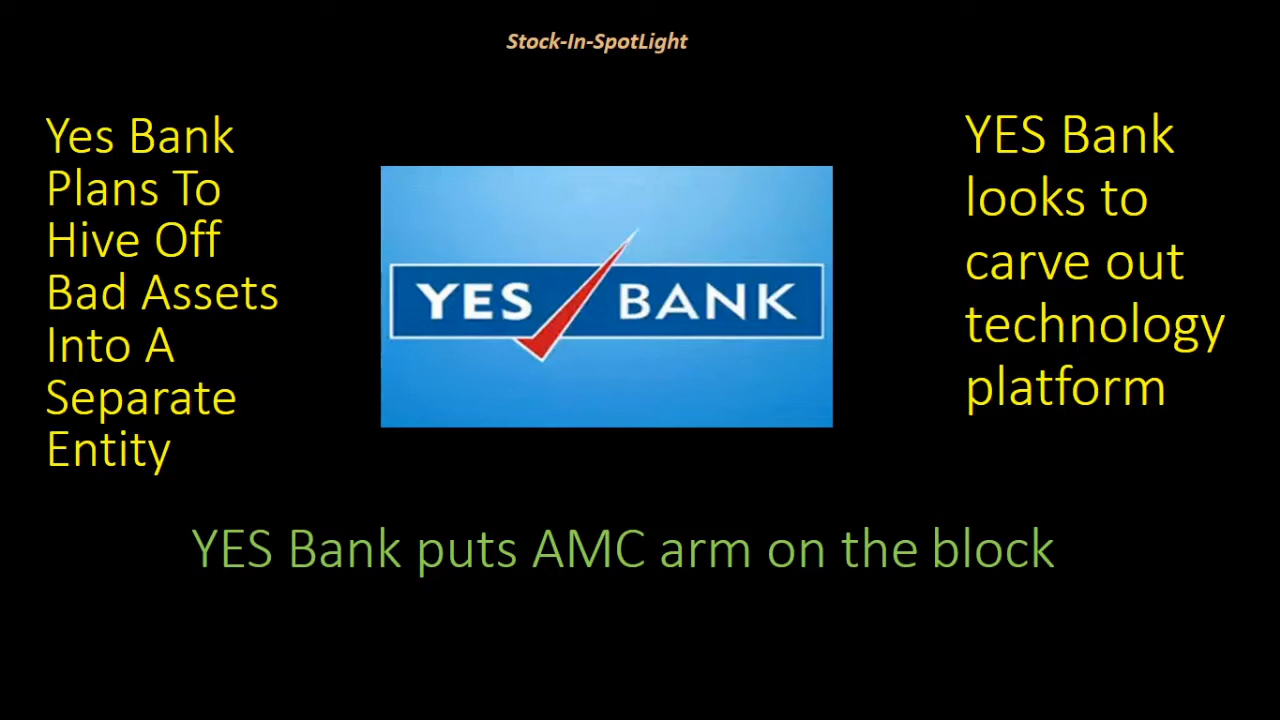 Stock-In-SpotLight
Yes Bank
Plans To
Hive Off
Bad Assets
Into A
Separate
Entity
YES BANK
YES Bank
looks to
carve out
technology
platform
YES Bank puts AMC arm on the block